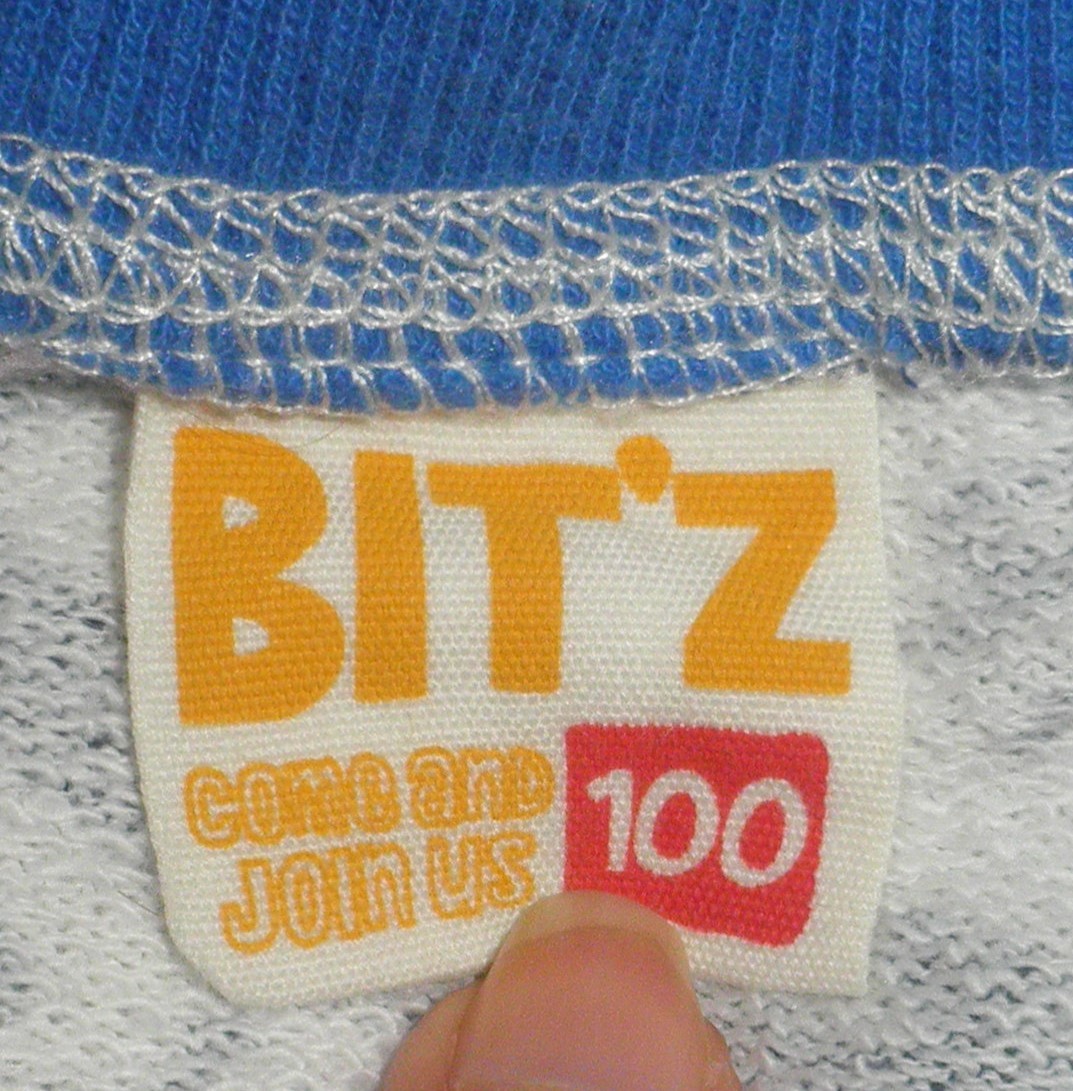 BIT'Z
come and
Join us
100